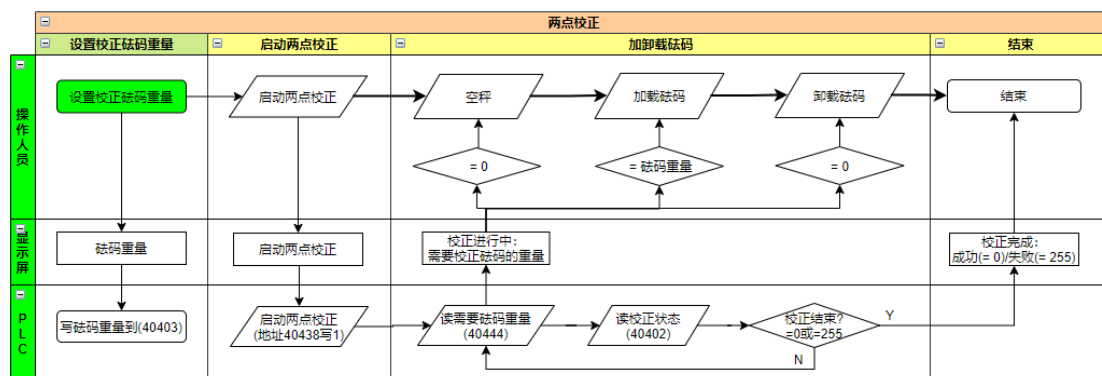 两点校正
设置校正砝码重量
启动两点校正
加卸载砝码
结束
操作人员
设置校正砝码重量
启动两点校正
空秤
加载砝码
卸载砝码
结束
= 0
= 砝码重量
= 0
显示屏
砝码重量
启动两点校正
校正进行中:
需要校正砝码的重量
校正完成:
成功(= 0)/失败(= 255)
PLC
写砝码重量到(40403)
启动两点校正
(地址40438写1)
读需要砝码重量
(40444)
读校正状态
(40402)
校正结束?
=0或=255
Y
N